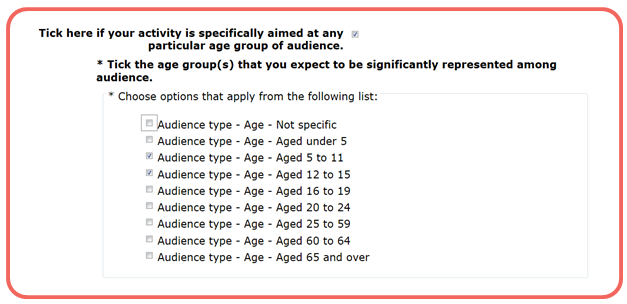 Tick here if your activity is specifically aimed at any
particular age group of audience.
* Tick the age group(s) that you expect to be significantly represented among
audience.
* Choose options that apply from the following list:
Audience type - Age - Not specific
Audience type - Age - Aged under 5
Audience type - Age - Aged 5 to 11
Audience type - Age - Aged 12 to 15
Audience type - Age - Aged 16 to 19
Audience type - Age - Aged 20 to 24
Audience type - Age - Aged 25 to 59
Audience type - Age - Aged 60 to 64
Audience type - Age - Aged 65 and over